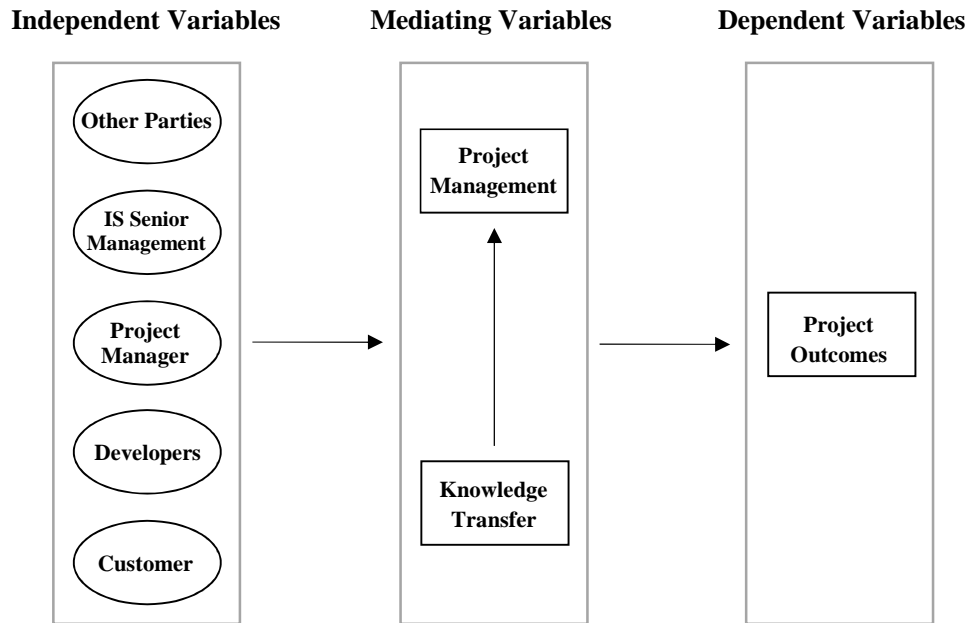 Independent Variables
Mediating Variables
Dependent Variables
Other Parties
IS Senior
Management
Project
Manager
Developers
Customer
Project
Management
Knowledge
Transfer
Project
Outcomes